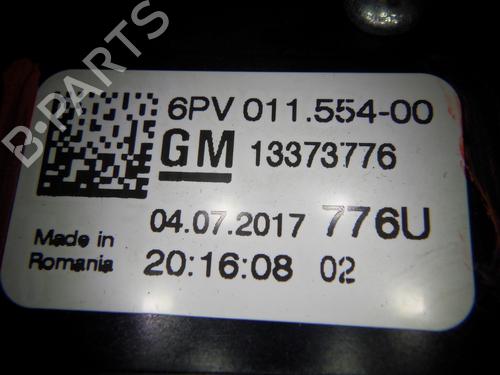 B-PARTS
6PV 011.554-00
GM 13373776
04.07.2017 776U
Made in
Romania
20:16:08 02